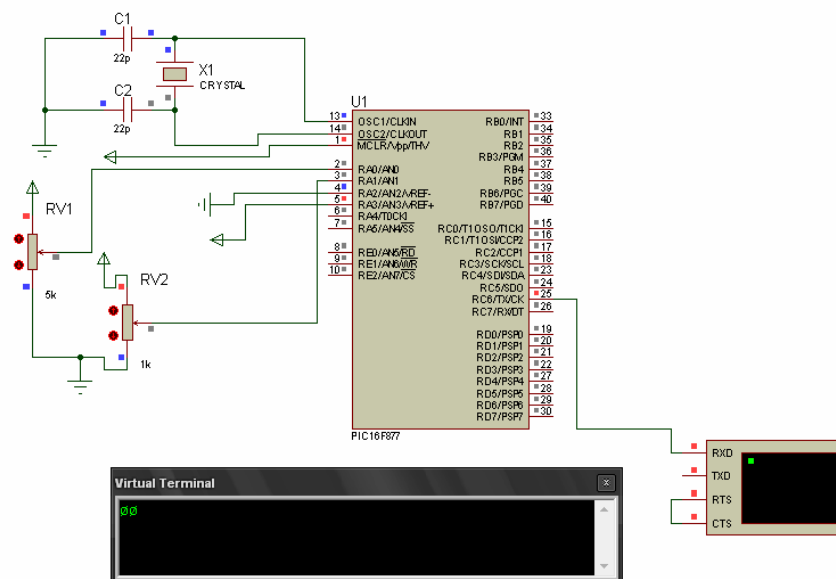 C1
22p
X1
CRYSTAL
C2
22p
U1
13 OSC1/CLKIN
14 OSC2/CLKOUT
1 MCLR/Vpp/THV
2 RA0/AN0
3 RA1/AN1
4 RA2/AN2/VREF-
5 RA3/AN3/VREF+
6 RA4/T0CKI
7 RA5/AN4/SS
8 RE0/AN5/RD
9 RE1/AN6/WR
10 RE2/AN7/CS
RB0/INT 33
RB1 34
RB2 35
RB3/PGM 36
RB4 37
RB5 38
RB6/PGC 39
RB7/PGD 40
RC0/T1OSO/T1CKI 15
RC1/T1OSI/CCP2 16
RC2/CCP1 17
RC3/SCK/SCL 18
RC4/SDI/SDA 23
RC5/SDO 24
RC6/TX/CK 25
RC7/RX/DT 26
RD0/PSP0 19
RD1/PSP1 20
RD2/PSP2 21
RD3/PSP3 22
RD4/PSP4 27
RD5/PSP5 28
RD6/PSP6 29
RD7/PSP7 30
PIC16F877
RV1
5k
RV2
1k
RXD
TXD
RTS
CTS
Virtual Terminal
x
ØØ